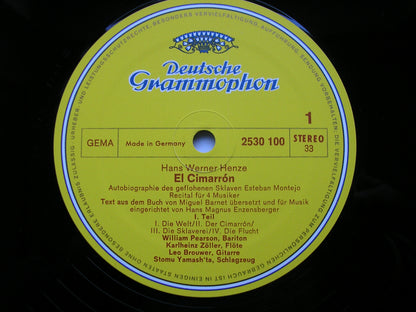 Deutsche
Grammophon
1
GEMA
Made in Germany
2530 100
STEREO
33
Hans Werner Henze
El Cimarrón
Autobiographie des geflohenen Sklaven Esteban Montejo
Recital für 4 Musiker
Text aus dem Buch von Miguel Barnet übersetzt und für Musik
eingerichtet von Hans Magnus Enzensberger
I. Teil
I. Die Welt/II. Der Cimarrón/
III. Die Sklaverei/IV. Die Flucht
William Pearson, Bariton
Karlheinz Zöller, Flöte
Leo Brouwer, Gitarre
Stomu Yamash'ta, Schlagzeug